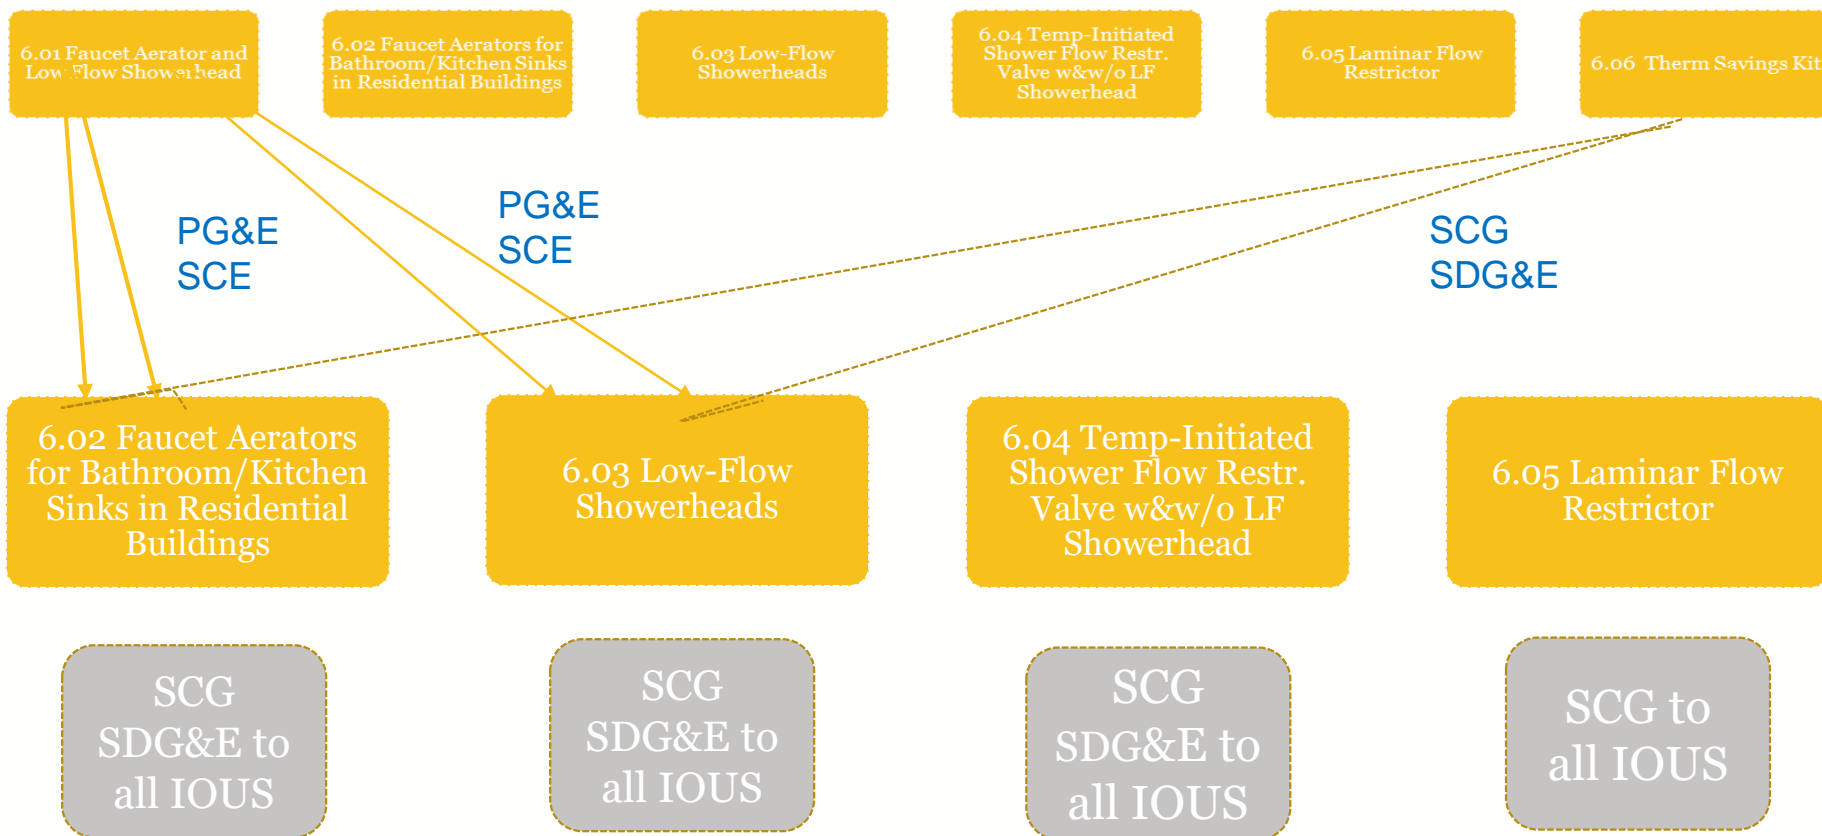 6.01 Faucet Aerator and
Low-Flow Showerhead
6.02 Faucet Aerators for
Bathroom/Kitchen Sinks
in Residential Buildings
6.03 Low-Flow
Showerheads
6.04 Temp-Initiated
Shower Flow Restr.
Valve w&w/o LF
Showerhead
6.05 Laminar Flow
Restrictor
6.06 Therm Savings Kit
PG&E
SCE
PG&E
SCE
SCG
SDG&E
6.02 Faucet Aerators
for Bathroom/Kitchen
Sinks in Residential
Buildings
6.03 Low-Flow
Showerheads
6.04 Temp-Initiated
Shower Flow Restr.
Valve w&w/o LF
Showerhead
6.05 Laminar Flow
Restrictor
SCG
SDG&E to
all IOUS
SCG
SDG&E to
all IOUS
SCG
SDG&E to
all IOUS
SCG to
all IOUS